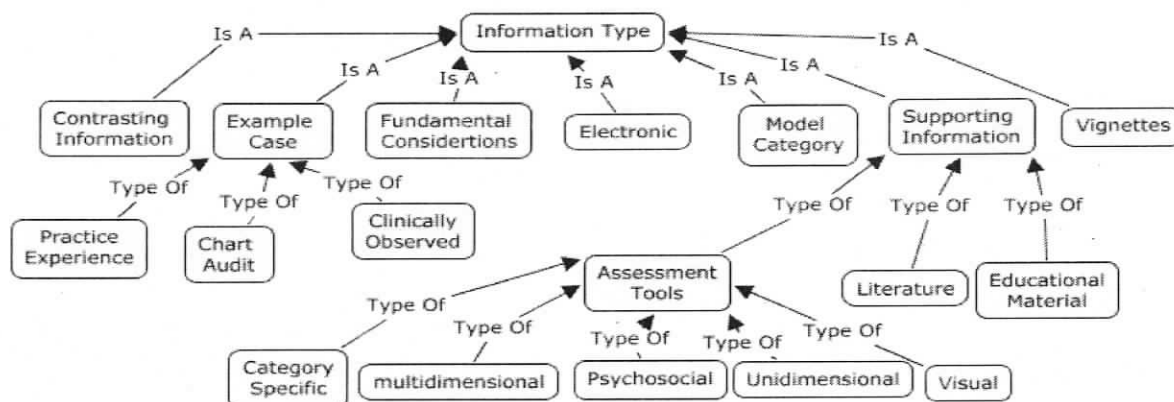 Information Type
Is A
Is A
Is A
Is A
Is A
Is A
Is A
Contrasting
Information
Example
Case
Fundamental
Considertions
Electronic
Model
Category
Supporting
Information
Vignettes
Type Of
Type Of
Type Of
Type Of
Type Of
Type Of
Practice
Experience
Chart
Audit
Clinically
Observed
Assessment
Tools
Literature
Educational
Material
Type Of
Type Of
Type Of
Type Of
Type Of
Category
Specific
multidimensional
Psychosocial
Unidimensional
Visual